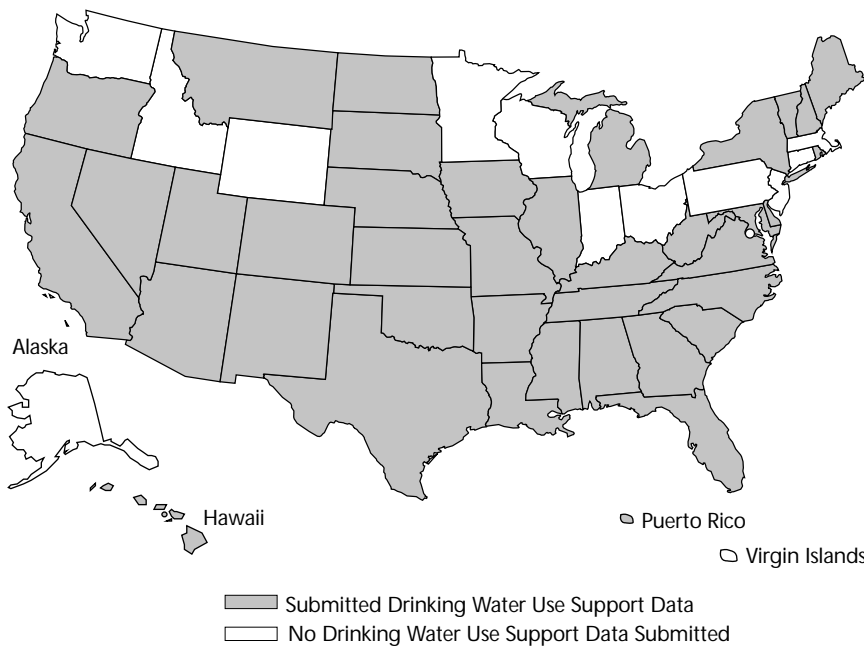 Alaska
Hawaii
Puerto Rico
Virgin Islands
Submitted Drinking Water Use Support Data
No Drinking Water Use Support Data Submitted